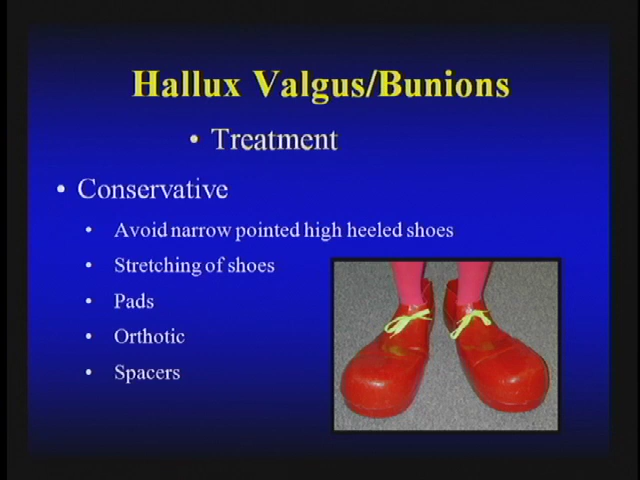 Hallux Valgus/Bunions
• Treatment
• Conservative
• Avoid narrow pointed high heeled shoes
• Stretching of shoes
• Pads
• Orthotic
• Spacers